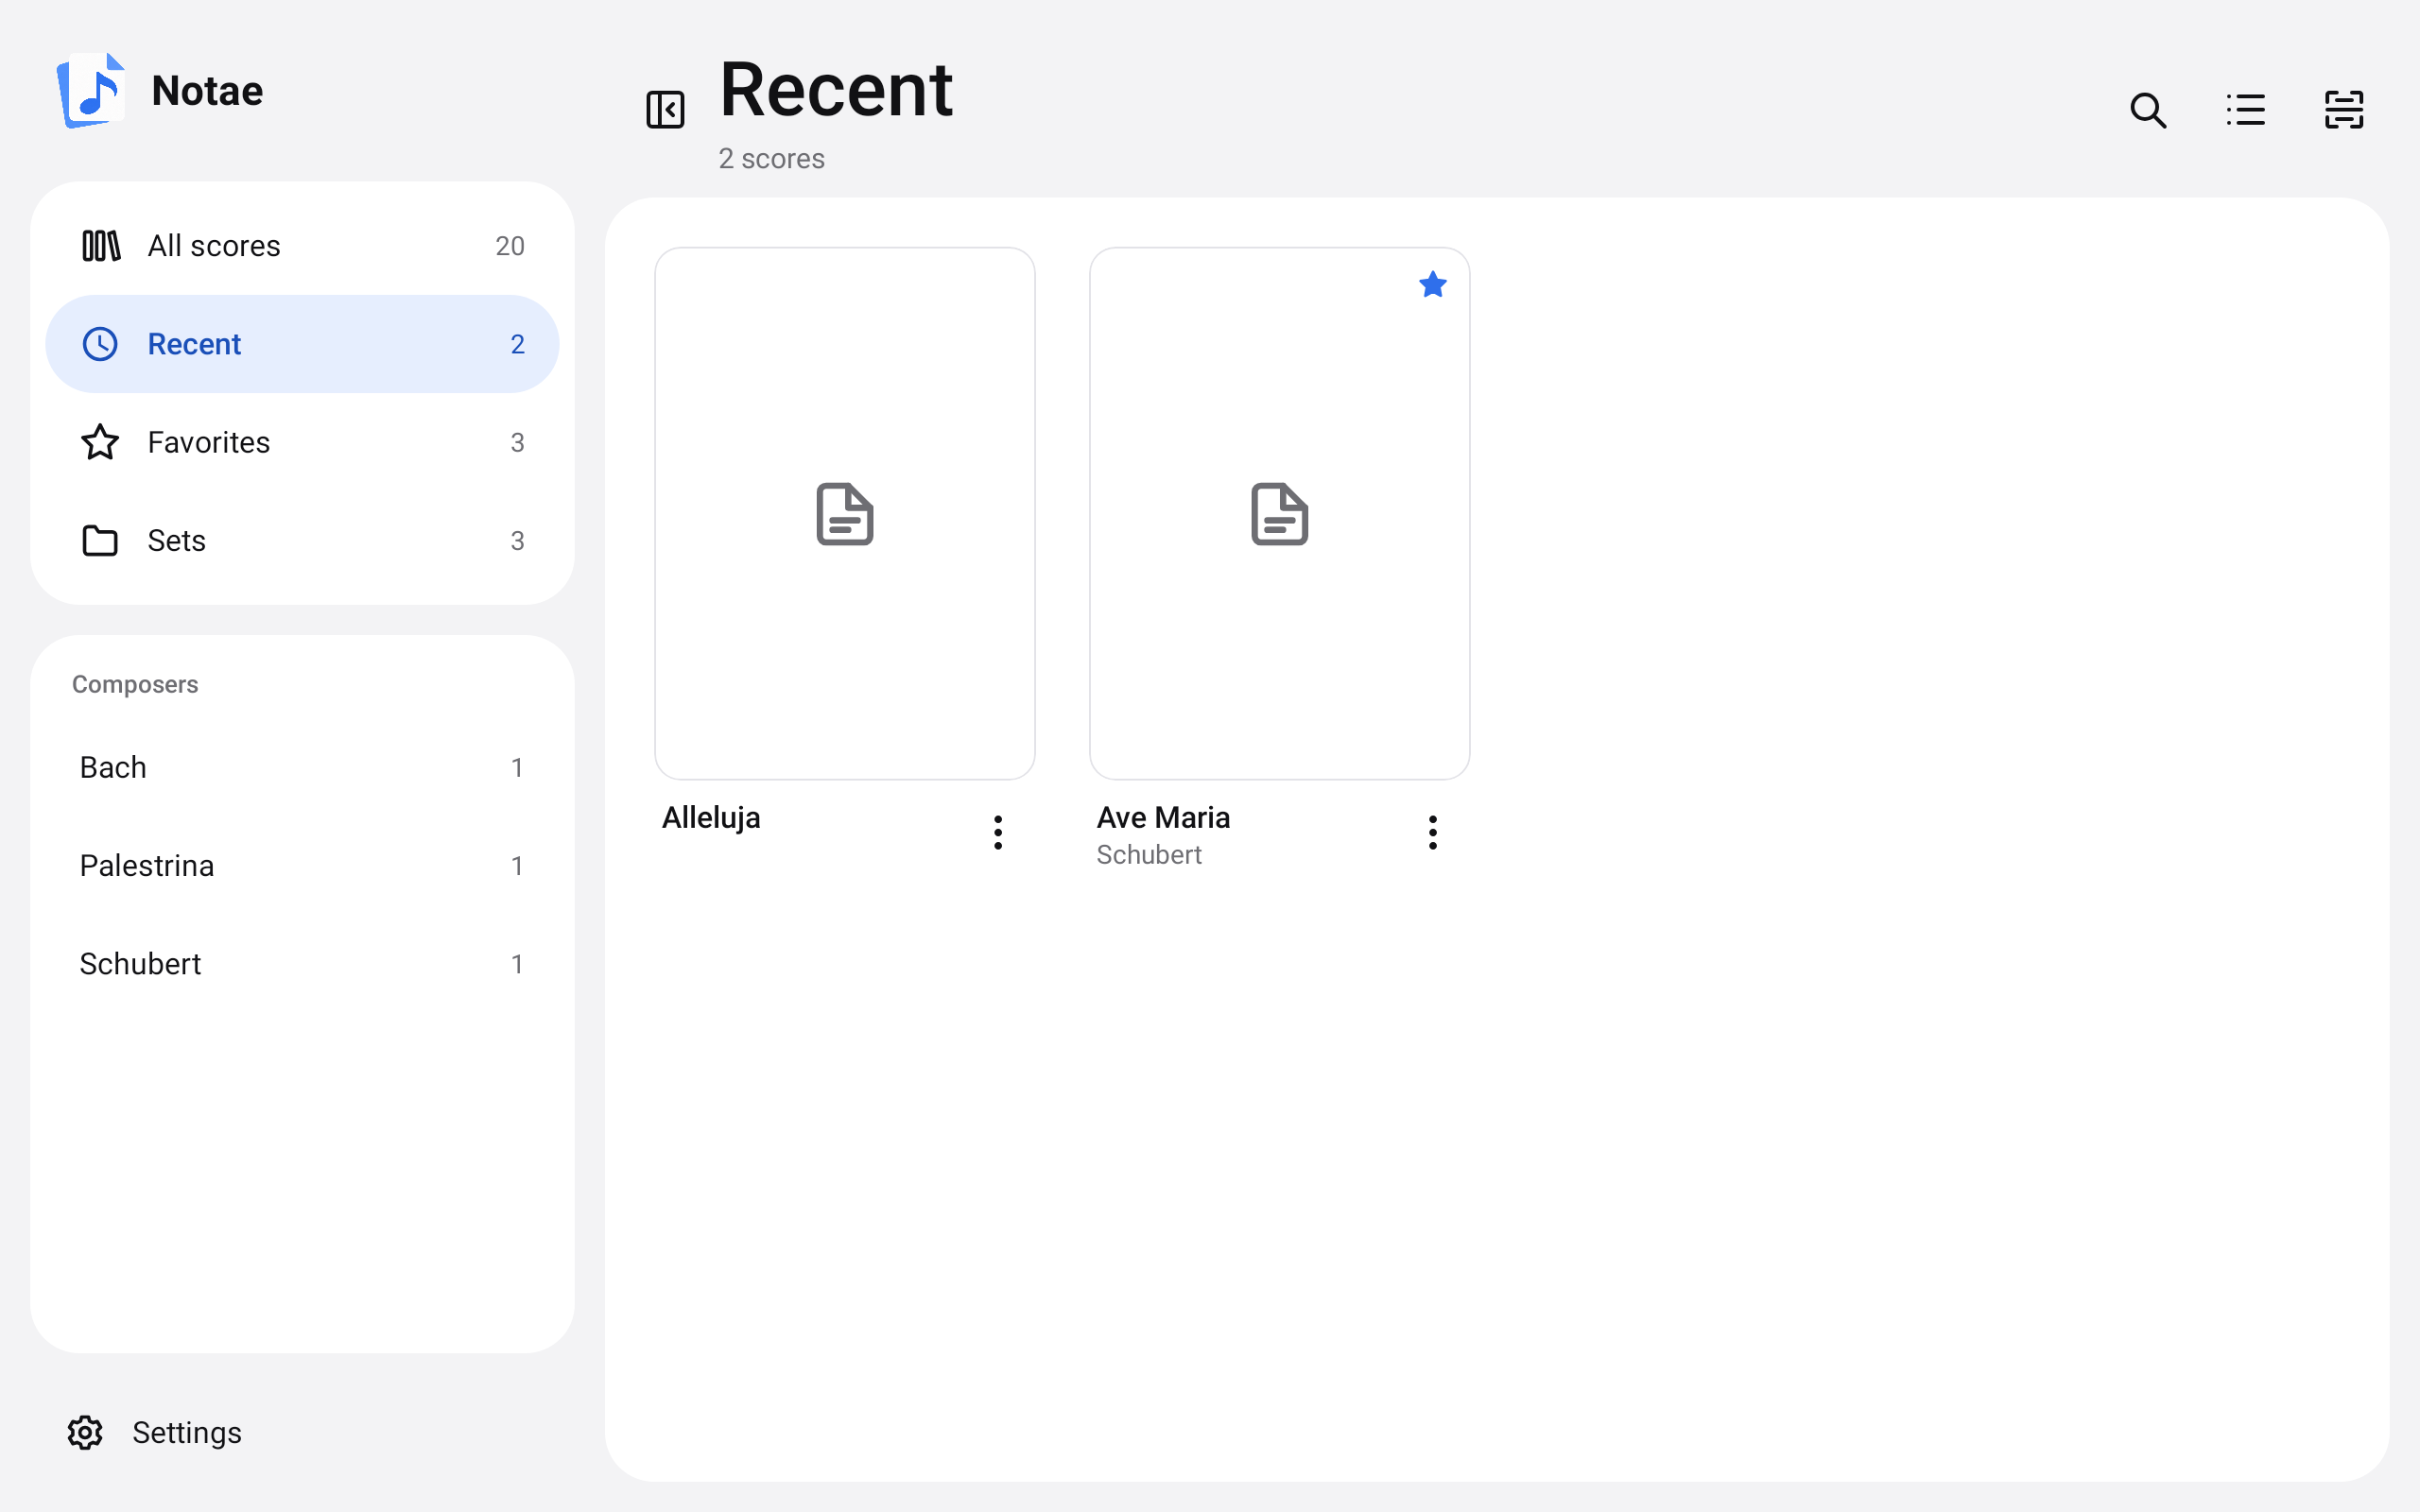 Notae
All scores 20
Recent 2
Favorites 3
Sets 3
Composers
Bach 1
Palestrina 1
Schubert 1
Settings
Recent
2 scores
Alleluja
Ave Maria
Schubert